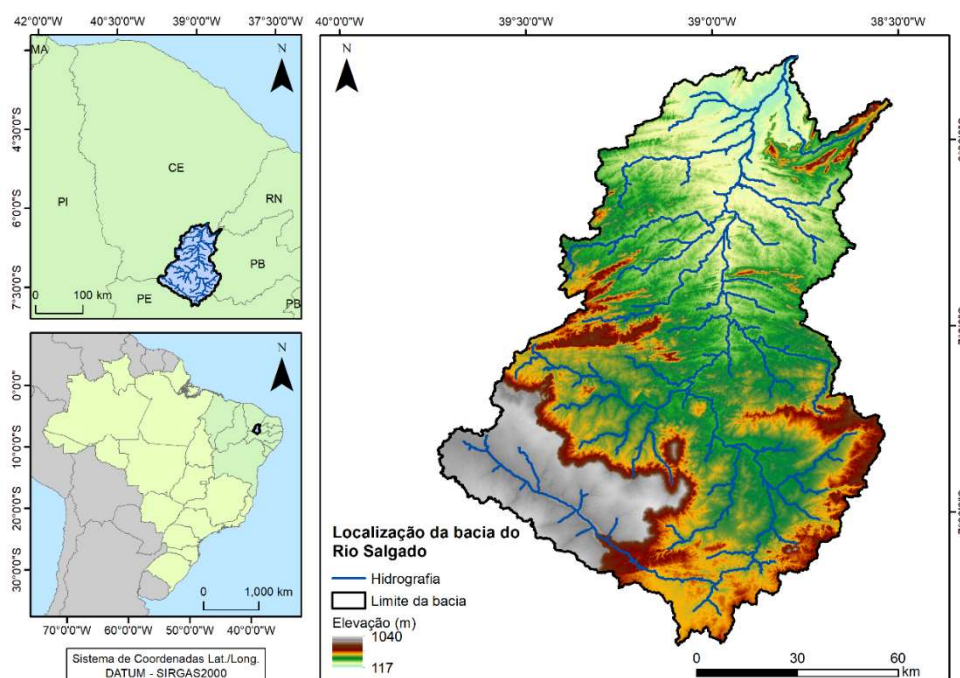 42°0'0"W 40°30'0"W 39°0'0"W 37°30'0"W
N
MA
CE
PI
RN
PB
PE
PB
4°30'0"S
6°0'0"S
7°30'0"S
0 100 km
N
0°0'0"
10°0'0"S
20°0'0"S
30°0'0"S
0 1,000 km
70°0'0"W 60°0'0"W 50°0'0"W 40°0'0"W
Sistema de Coordenadas Lat./Long.
DATUM - SIRGAS2000
40°0'0"W 39°30'0"W 39°0'0"W 38°30'0"W
N
Localização da bacia do
Rio Salgado
Hidrografia
Limite da bacia
Elevação (m)
1040
117
0 30 60
km